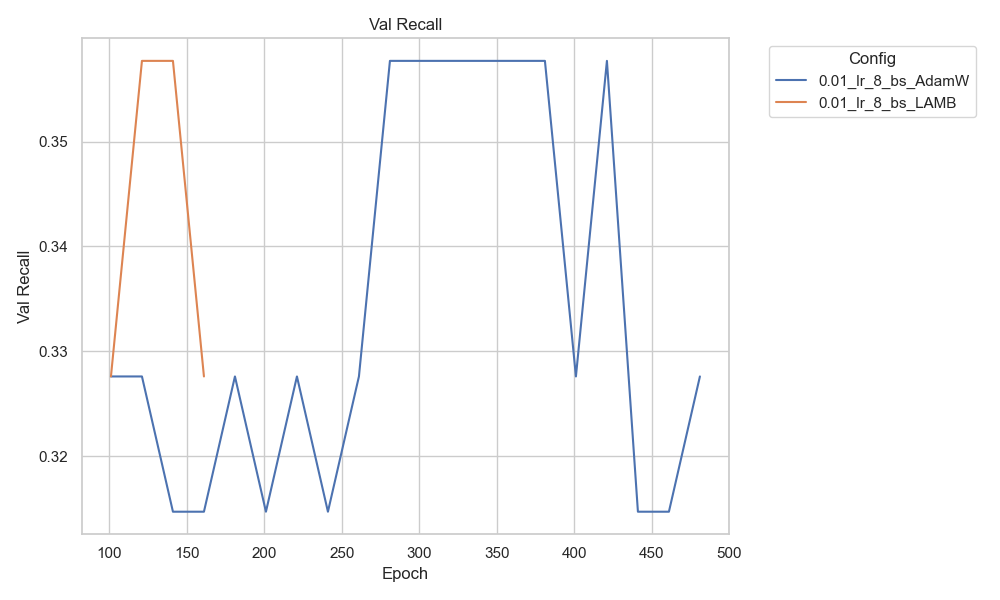 Val Recall
Config
0.01_lr_8_bs_AdamW
0.01_lr_8_bs_LAMB
Val Recall
0.35
0.34
0.33
0.32
100 150 200 250 300 350 400 450 500
Epoch